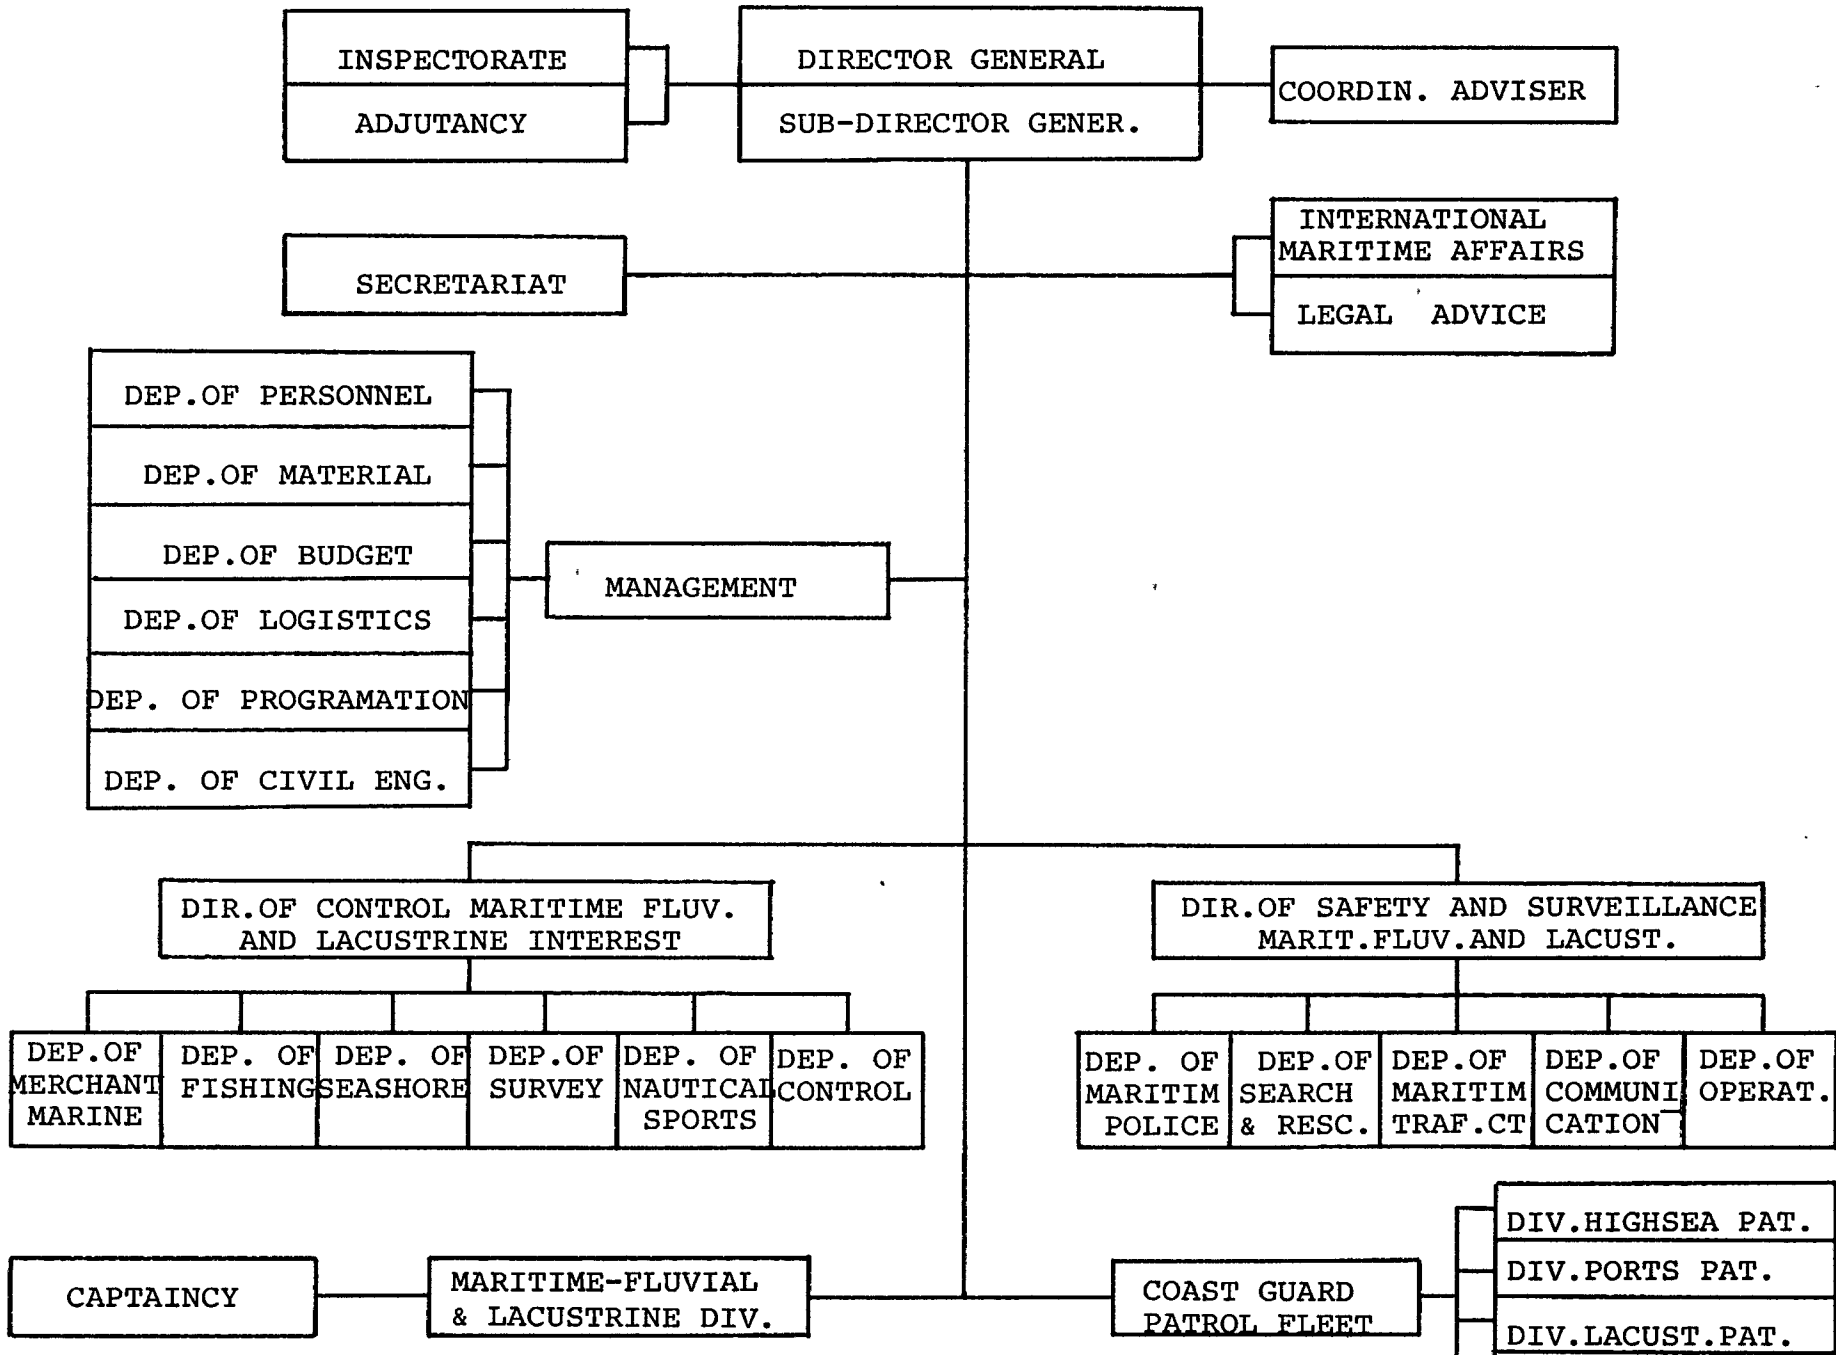 INSPECTORATE
ADJUTANCY
DIRECTOR GENERAL
SUB-DIRECTOR GENER.
COORDIN. ADVISER
SECRETARIAT
INTERNATIONAL
MARITIME AFFAIRS
LEGAL ADVICE
DEP.OF PERSONNEL
DEP.OF MATERIAL
DEP.OF BUDGET
DEP.OF LOGISTICS
DEP. OF PROGRAMATION
DEP. OF CIVIL ENG.
MANAGEMENT
DIR.OF CONTROL MARITIME FLUV.
AND LACUSTRINE INTEREST
DIR.OF SAFETY AND SURVEILLANCE
MARIT.FLUV.AND LACUST.
DEP.OF
MERCHANT
MARINE
DEP. OF
FISHING
DEP. OF
SEASHORE
DEP.OF
SURVEY
DEP. OF
NAUTICAL
SPORTS
DEP. OF
CONTROL
DEP. OF
MARITIM
POLICE
DEP.OF
SEARCH
& RESC.
DEP.OF
MARITIM
TRAF.CT
DEP.OF
COMMUNI
CATION
DEP.OF
OPERAT.
CAPTAINCY
MARITIME-FLUVIAL
& LACUSTRINE DIV.
COAST GUARD
PATROL FLEET
DIV.HIGHSEA PAT.
DIV.PORTS PAT.
DIV.LACUST.PAT.